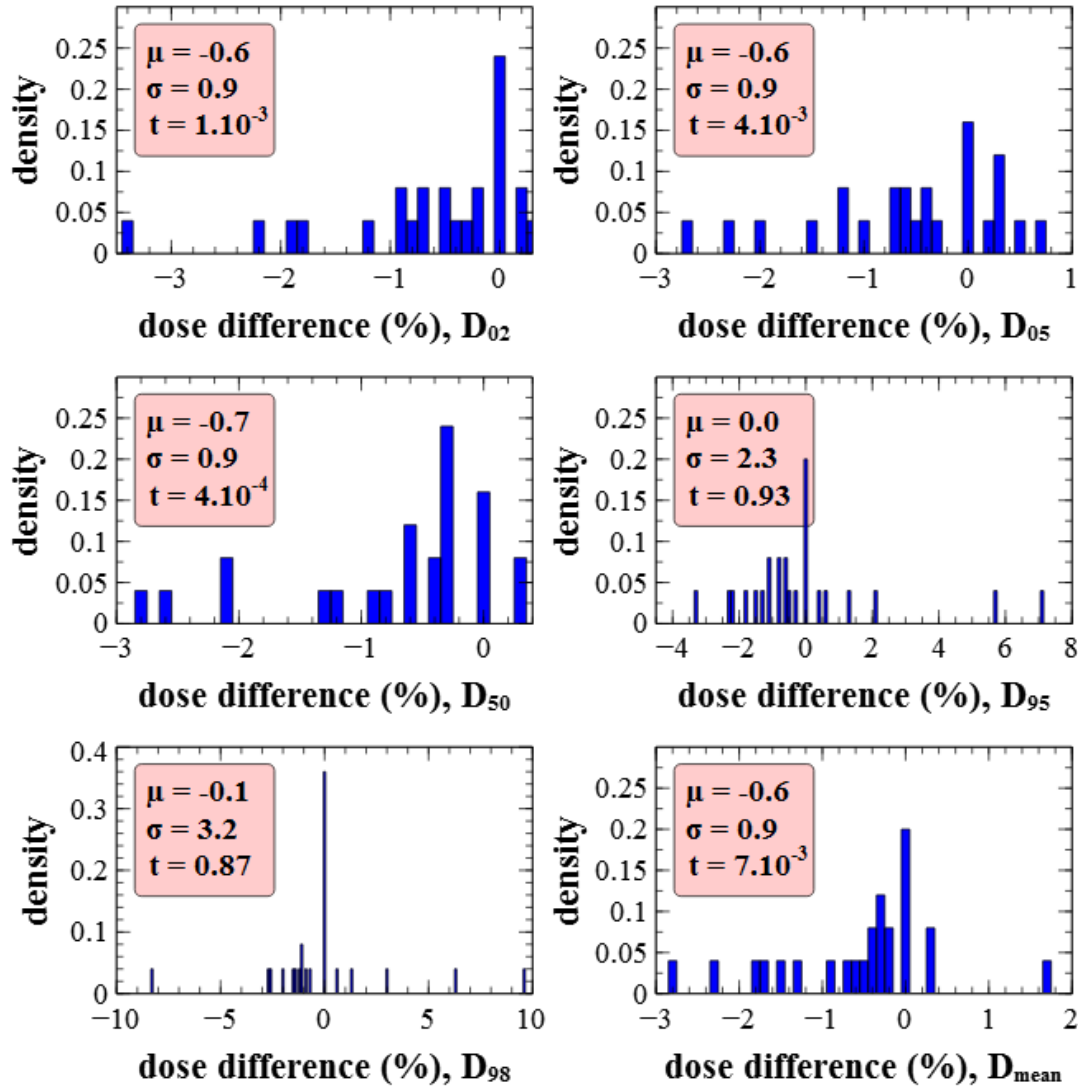 density
0.25
0.2
0.15
0.1
0.05
0
μ = -0.6
σ = 0.9
t = 1.10⁻³
−3 −2 −1 0
dose difference (%), D₀₂
density
0.25
0.2
0.15
0.1
0.05
0
μ = -0.6
σ = 0.9
t = 4.10⁻³
−3 −2 −1 0 1
dose difference (%), D₀₅
density
0.25
0.2
0.15
0.1
0.05
0
μ = -0.7
σ = 0.9
t = 4.10⁻⁴
−3 −2 −1 0
dose difference (%), D₅₀
density
0.25
0.2
0.15
0.1
0.05
0
μ = 0.0
σ = 2.3
t = 0.93
−4 −2 0 2 4 6 8
dose difference (%), D₉₅
density
0.4
0.3
0.2
0.1
0
μ = -0.1
σ = 3.2
t = 0.87
−10 −5 0 5 10
dose difference (%), D₉₈
density
0.25
0.2
0.15
0.1
0.05
0
μ = -0.6
σ = 0.9
t = 7.10⁻³
−3 −2 −1 0 1 2
dose difference (%), Dmean